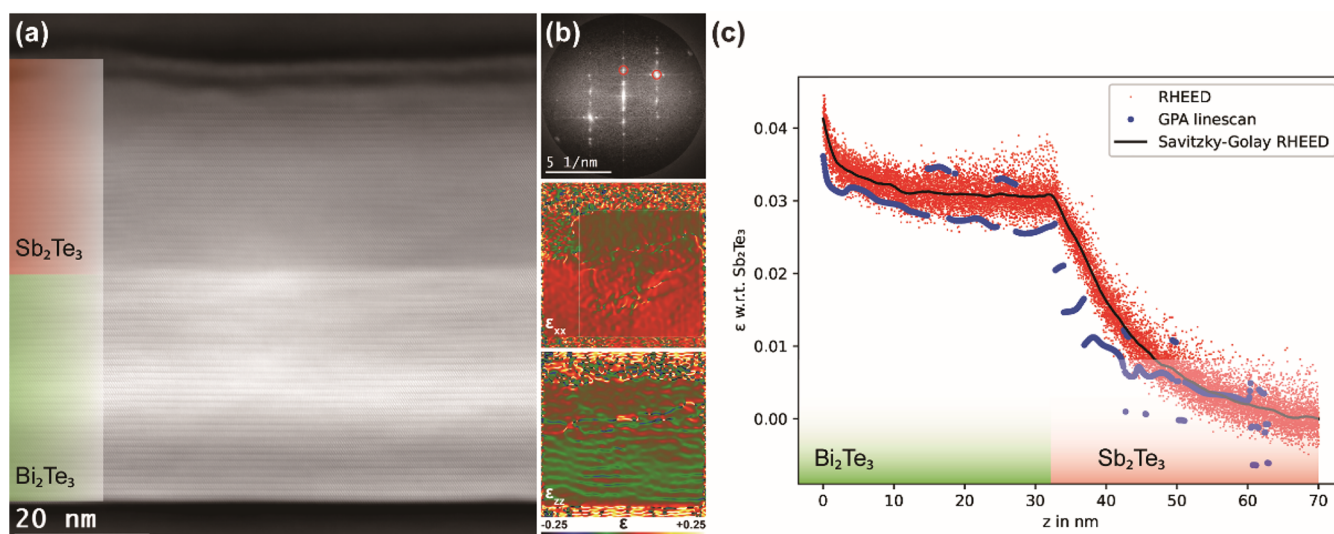 (a)
Sb₂Te₃
Bi₂Te₃
20 nm
(b)
5 1/nm
εxx
εzz
-0.25 ε +0.25
(c)
RHEED
GPA linescan
Savitzky-Golay RHEED
ε w.r.t. Sb₂Te₃
0.04
0.03
0.02
0.01
0.00
Bi₂Te₃
Sb₂Te₃
0 10 20 30 40 50 60 70
z in nm